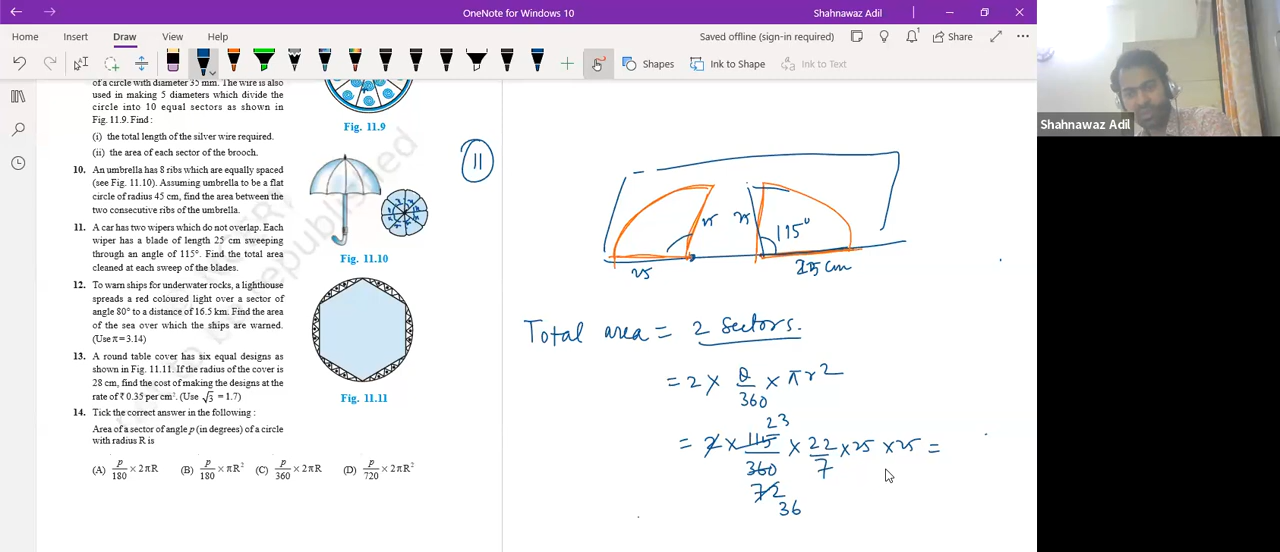 OneNote for Windows 10
Shahnawaz Adil
Home Insert Draw View Help
Saved offline (sign-in required)
Share
Shapes
Ink to Shape
Ink to Text
Shahnawaz Adil
of a circle with diameter 35 mm. The wire is also
used in making 5 diameters which divide the
circle into 10 equal sectors as shown in
Fig. 11.9. Find :
(i) the total length of the silver wire required.
(ii) the area of each sector of the brooch.
Fig. 11.9
10. An umbrella has 8 ribs which are equally spaced
(see Fig. 11.10). Assuming umbrella to be a flat
circle of radius 45 cm, find the area between the
two consecutive ribs of the umbrella.
11. A car has two wipers which do not overlap. Each
wiper has a blade of length 25 cm sweeping
through an angle of 115°. Find the total area
cleaned at each sweep of the blades.
Fig. 11.10
12. To warn ships for underwater rocks, a lighthouse
spreads a red coloured light over a sector of
angle 80° to a distance of 16.5 km. Find the area
of the sea over which the ships are warned.
(Use π = 3.14)
13. A round table cover has six equal designs as
shown in Fig. 11.11. If the radius of the cover is
28 cm, find the cost of making the designs at the
rate of ₹ 0.35 per cm². (Use √3 = 1.7)
Fig. 11.11
14. Tick the correct answer in the following :
Area of a sector of angle p (in degrees) of a circle
with radius R is
(A) p/180 × 2πR (B) p/180 × πR² (C) p/360 × 2πR (D) p/720 × 2πR²
be republished
11
25
25
25
115°
25 cm
Total area = 2 sectors.
= 2 × θ/360 × πr2
23
= 2 × 115/360 × 22/7 × 25 × 25 =
72
36